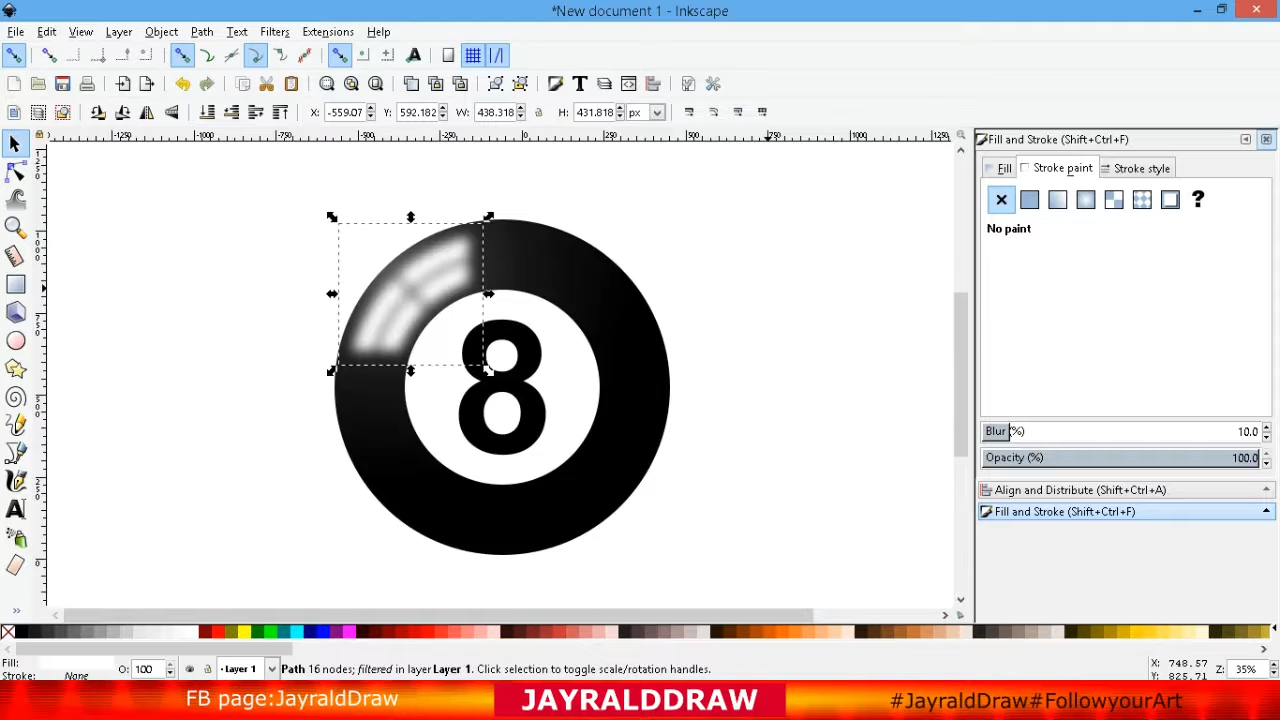 *New document 1 - Inkscape
File Edit View Layer Object Path Text Filters Extensions Help
X: -559.07 Y: 592.182 W: 438.318 H: 431.818 px
Fill and Stroke (Shift+Ctrl+F)
Fill Stroke paint Stroke style
No paint
8
Blur (%) 10.0
Opacity (%) 100.0
Align and Distribute (Shift+Ctrl+A)
Fill and Stroke (Shift+Ctrl+F)
Fill: O: 100 Layer 1 Path 16 nodes; filtered in layer Layer 1. Click selection to toggle scale/rotation handles. X: 748.57 Z: 35%
Stroke: None Y: 825.71
FB page:JayraldDraw JAYRALDDRAW #JayraldDraw#FollowyourArt